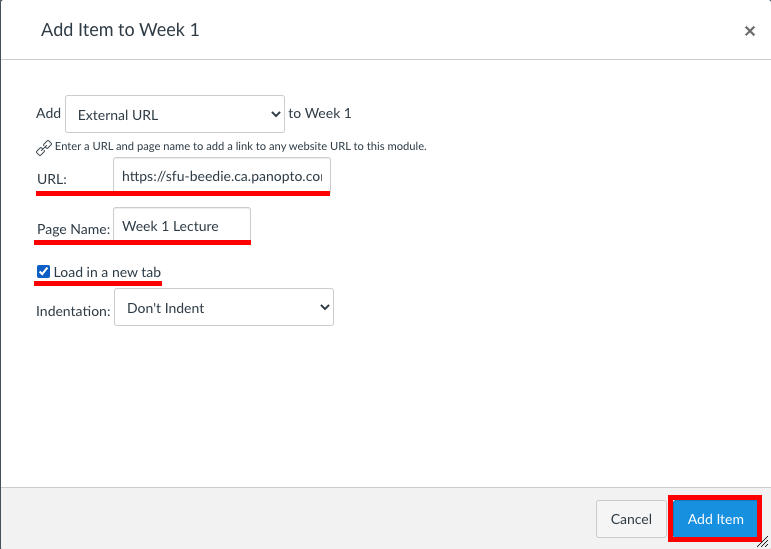 Add Item to Week 1
×
Add External URL to Week 1
Enter a URL and page name to add a link to any website URL to this module.
URL: https://sfu-beedie.ca.panopto.co
Page Name: Week 1 Lecture
Load in a new tab
Indentation: Don't Indent
Cancel Add Item